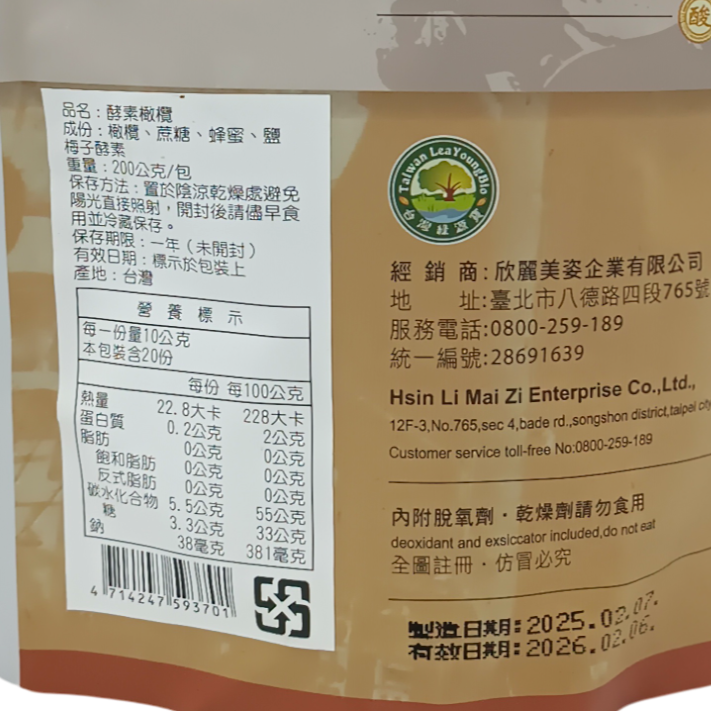 酸
品名：酵素橄欖
成份：橄欖、蔗糖、蜂蜜、鹽
梅子酵素
重量：200公克/包
保存方法：置於陰涼乾燥處避免
陽光直接照射，開封後請儘早食
用並冷藏保存。
保存期限：一年（未開封）
有效日期：標示於包裝上
產地：台灣
營養標示
每一份量10公克
本包裝含20份
每份 每100公克
熱量 22.8大卡 228大卡
蛋白質 0.2公克 2公克
脂肪 0公克 0公克
飽和脂肪 0公克 0公克
反式脂肪 0公克 0公克
碳水化合物 5.5公克 55公克
糖 3.3公克 33公克
鈉 38毫克 381毫克
4 714247 593701
Taiwan LeaYoungBio
台灣綠源寶
經銷商:欣麗美姿企業有限公司
地址:臺北市八德路四段765號
服務電話:0800-259-189
統一編號:28691639
Hsin Li Mai Zi Enterprise Co.,Ltd.,
12F-3,No.765,sec 4,bade rd.,songshon district,taipei city
Customer service toll-free No:0800-259-189
內附脫氧劑・乾燥劑請勿食用
deoxidant and exsiccator included,do not eat
全圖註冊・仿冒必究
製造日期:2025.02.07.
有效日期:2026.02.06.